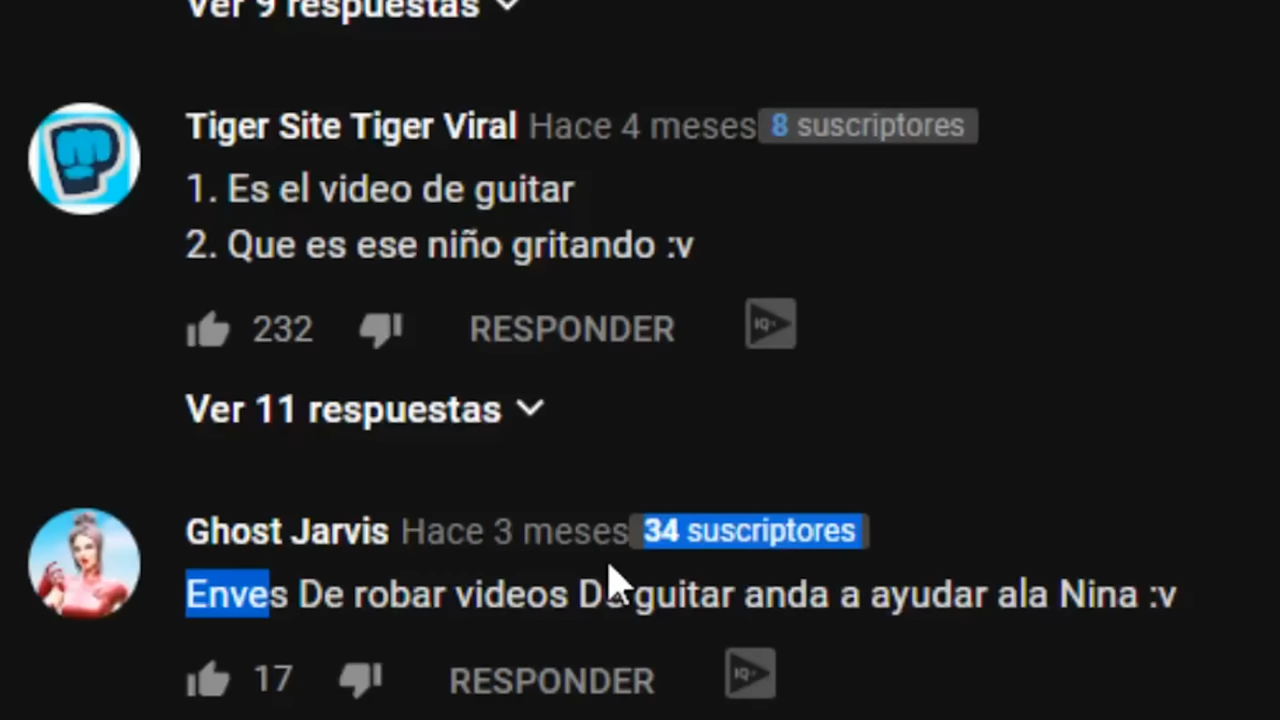 Ver 9 respuestas
Tiger Site Tiger Viral Hace 4 meses 8 suscriptores
1. Es el video de guitar
2. Que es ese niño gritando :v
232 RESPONDER IQ
Ver 11 respuestas
Ghost Jarvis Hace 3 meses 34 suscriptores
Enves De robar videos De guitar anda a ayudar ala Nina :v
17 RESPONDER IQ